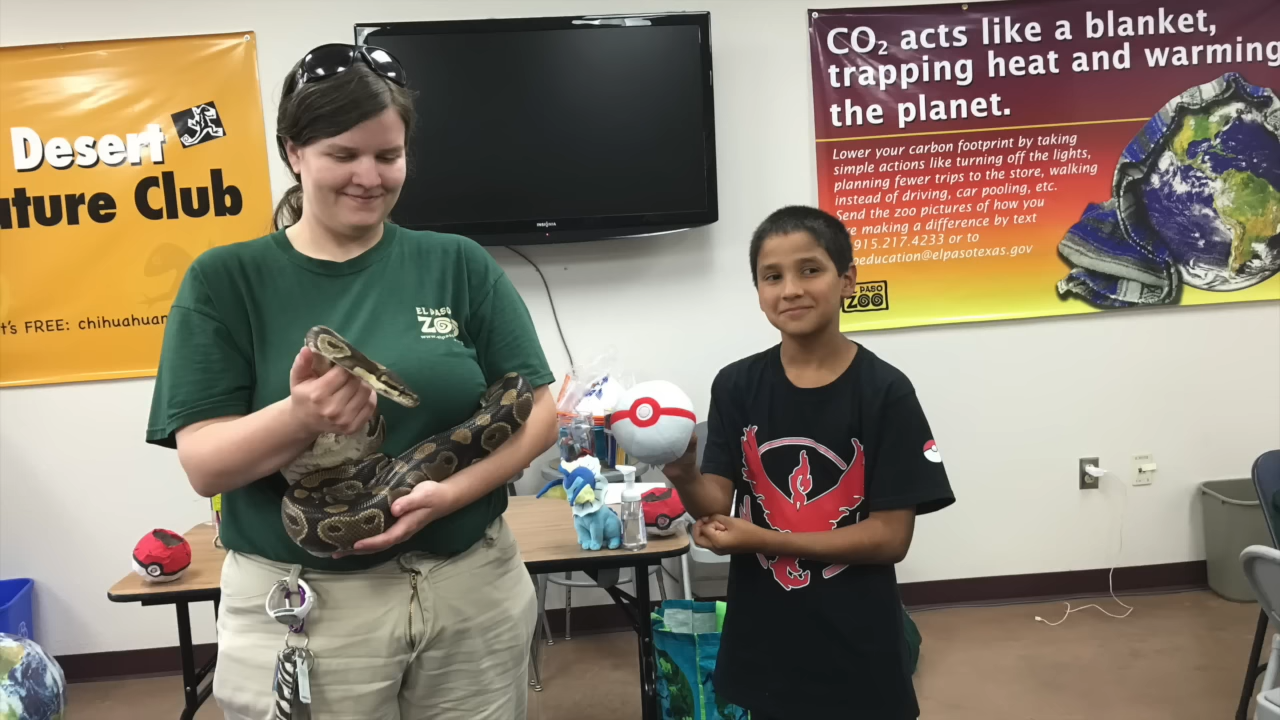 Desert
ature Club
t's FREE: chihuahuan
INSIGNIA
EL PASO
ZOO
CO₂ acts like a blanket,
trapping heat and warming
the planet.
Lower your carbon footprint by taking
simple actions like turning off the lights,
planning fewer trips to the store, walking
instead of driving, car pooling, etc.
Send the zoo pictures of how you
are making a difference by text
915.217.4233 or to
education@elpasotexas.gov
EL PASO
ZOO